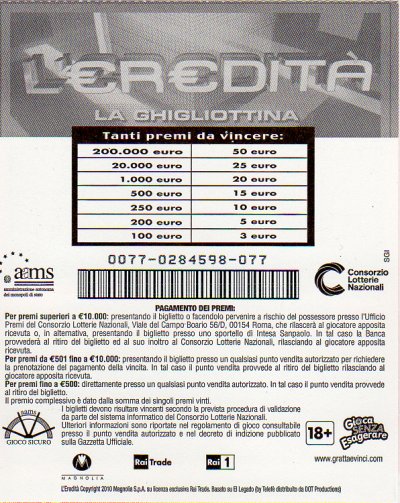 L'EREDITÀ
LA GHIGLIOTTINA
Tanti premi da vincere:
200.000 euro 50 euro
20.000 euro 25 euro
1.000 euro 20 euro
500 euro 15 euro
250 euro 10 euro
200 euro 5 euro
100 euro 3 euro
0077-0284598-077
aams
amministrazione autonoma
dei monopoli di stato
Consorzio
Lotterie
Nazionali
SGI
PAGAMENTO DEI PREMI:
Per premi superiori a €10.000: presentando il biglietto o facendolo pervenire a rischio del possessore presso l'Ufficio
Premi del Consorzio Lotterie Nazionali, Viale del Campo Boario 56/D, 00154 Roma, che rilascerà al giocatore apposita
ricevuta o, in alternativa, presentando il biglietto presso uno sportello di Intesa Sanpaolo. In tal caso la Banca
provvederà al ritiro del biglietto ed al suo inoltro al Consorzio Lotterie Nazionali, rilasciando al giocatore apposita
ricevuta.
Per premi da €501 fino a €10.000: presentando il biglietto presso un qualsiasi punto vendita autorizzato per richiedere
la prenotazione del pagamento della vincita. In tal caso il punto vendita provvede al ritiro del biglietto rilasciando al
giocatore apposita ricevuta.
Per premi fino a €500: direttamente presso un qualsiasi punto vendita autorizzato. In tal caso il punto vendita provvede
al ritiro del biglietto.
Il premio complessivo è dato dalla somma dei singoli premi vinti.
I biglietti devono risultare vincenti secondo la prevista procedura di validazione
da parte del sistema informatico del Consorzio Lotterie Nazionali.
Ulteriori informazioni sono riportate nel regolamento di gioco consultabile
presso il punto vendita autorizzato e nel decreto di indizione pubblicato
sulla Gazzetta Ufficiale.
aams
GIOCO SICURO
18+
Gioca
SENZA
Esagerare
MAGNOLIA
Rai Trade
Rai 1
www.grattaevinci.com
L'Eredità Copyright 2010 Magnolia S.p.A. su licenza esclusiva Rai Trade. Basato su El Legado (by Telefè distribuito da DOT Productions)